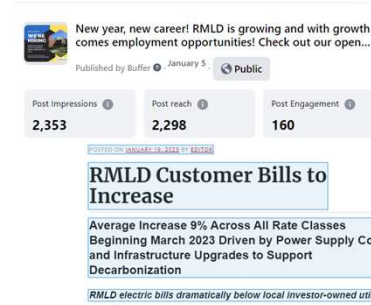 WE'RE
HIRING
New year, new career! RMLD is growing and with growth
comes employment opportunities! Check out our open...
Published by Buffer · January 5 · Public
Post Impressions
Post reach
Post Engagement
2,353
2,298
160
POSTED ON JANUARY 19, 2023 BY EDITOR
RMLD Customer Bills to
Increase
Average Increase 9% Across All Rate Classes
Beginning March 2023 Driven by Power Supply Co
and Infrastructure Upgrades to Support
Decarbonization
RMLD electric bills dramatically below local investor-owned uti